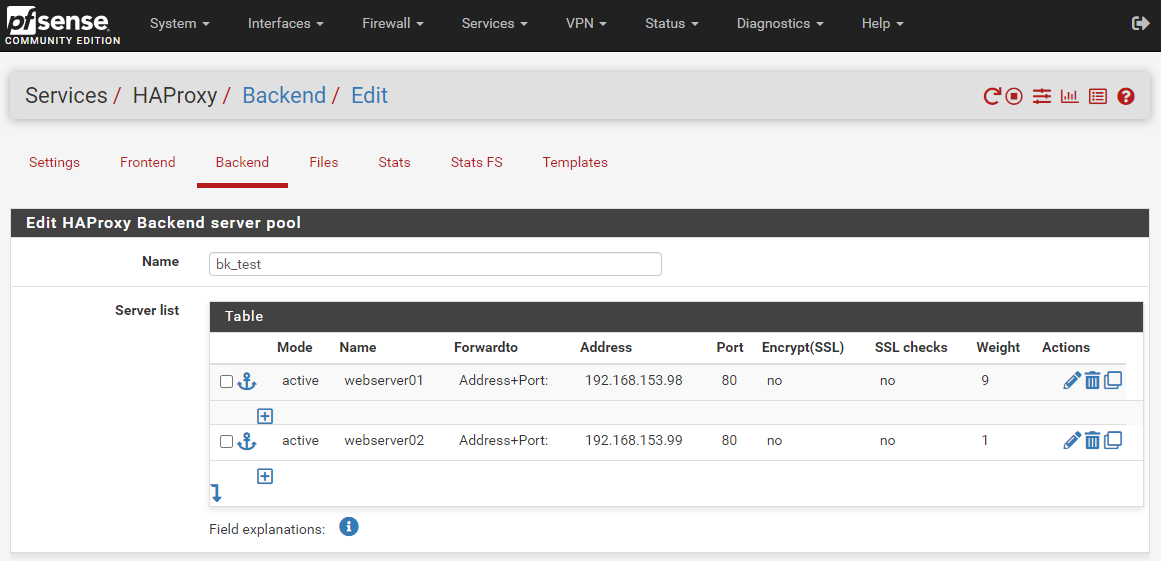 pfsense
COMMUNITY EDITION
System Interfaces Firewall Services VPN Status Diagnostics Help
Services / HAProxy / Backend / Edit
Settings Frontend Backend Files Stats Stats FS Templates
Edit HAProxy Backend server pool
Name bk_test
Server list
Table
Mode Name Forwardto Address Port Encrypt(SSL) SSL checks Weight Actions
active webserver01 Address+Port: 192.168.153.98 80 no no 9
active webserver02 Address+Port: 192.168.153.99 80 no no 1
Field explanations: